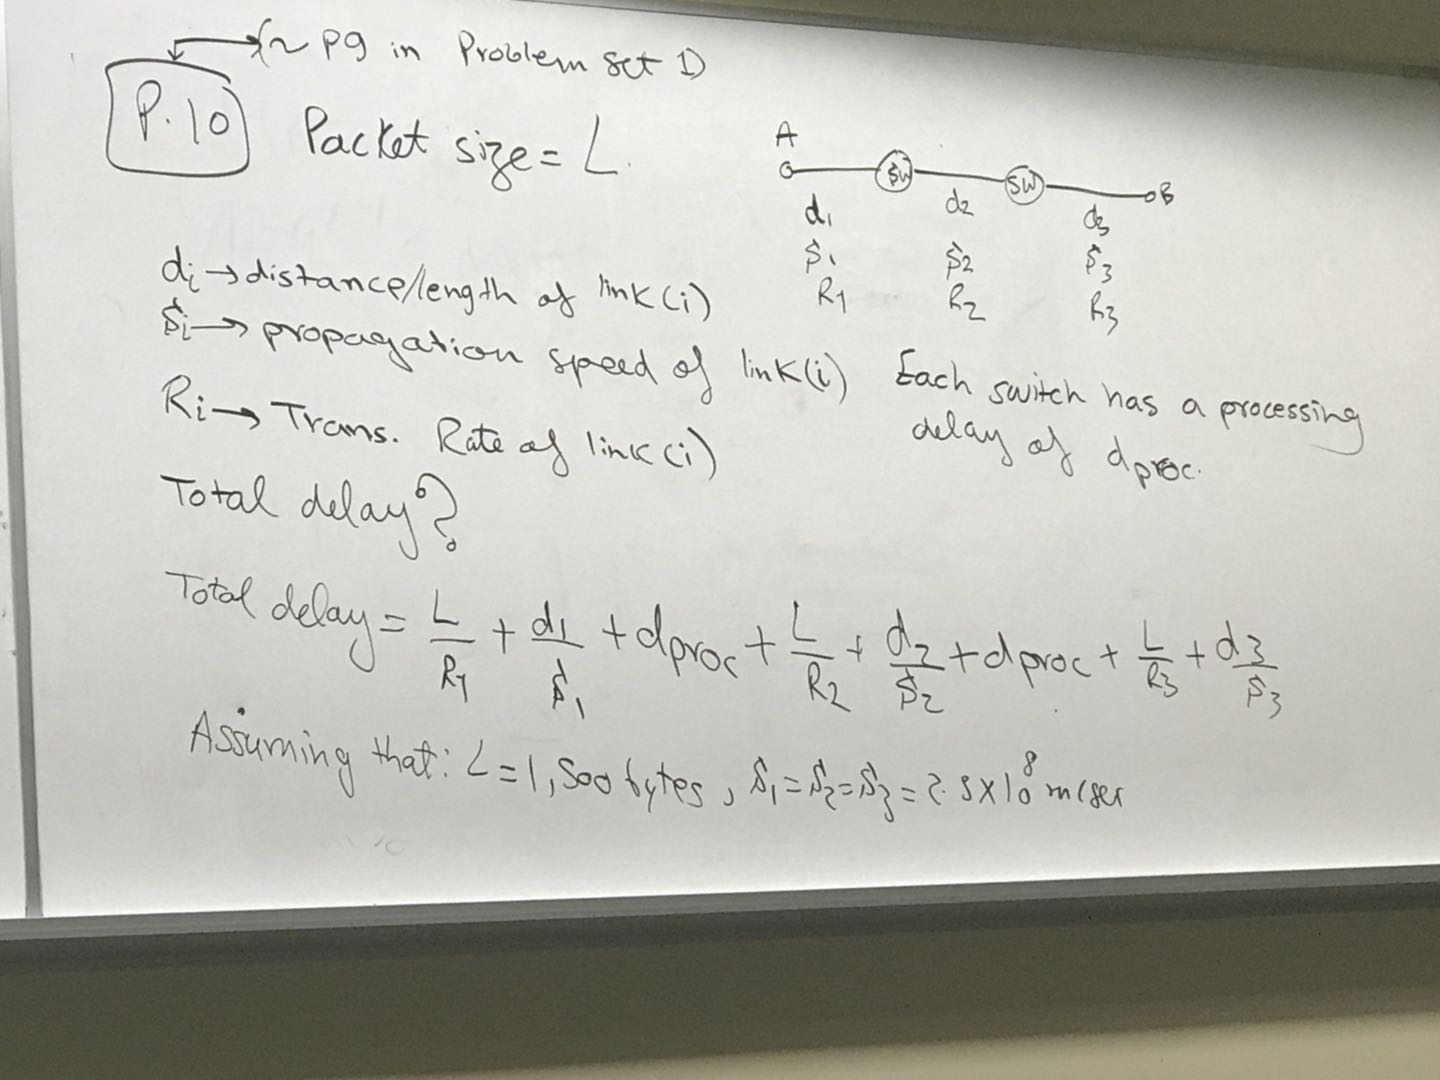 (~ P9 in Problem set 1)
P.10 Packet size = L.
A
SW SW B
d1 d2 d3
S1 S2 S3
R1 R2 R3
di → distance/length of link(i)
Si → propagation speed of link(i)
Ri → Trans. Rate of link(i)
Each switch has a processing
delay of dproc.
Total delay?
Total delay = L/R1 + d1/S1 + dproc + L/R2 + d2/S2 + dproc + L/R3 + d3/S3
Assuming that: L = 1,500 bytes, S1 = S2 = S3 = 2.5 x 10^8 m/sec